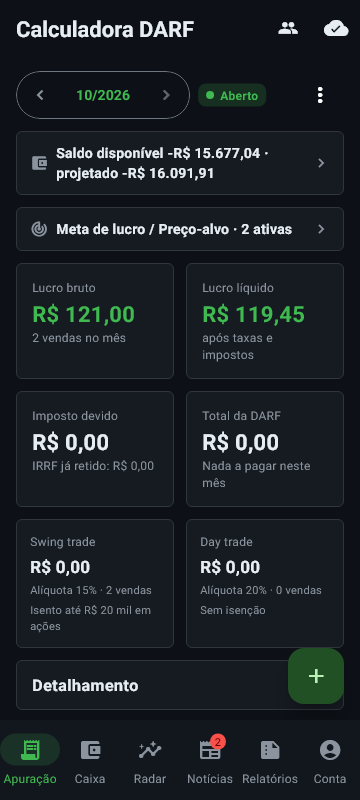 Calculadora DARF
10/2026
Aberto
Saldo disponível -R$ 15.677,04 ·
projetado -R$ 16.091,91
Meta de lucro / Preço-alvo · 2 ativas
Lucro bruto
R$ 121,00
2 vendas no mês
Lucro líquido
R$ 119,45
após taxas e
impostos
Imposto devido
R$ 0,00
IRRF já retido: R$ 0,00
Total da DARF
R$ 0,00
Nada a pagar neste
mês
Swing trade
R$ 0,00
Alíquota 15% · 2 vendas
Isento até R$ 20 mil em
ações
Day trade
R$ 0,00
Alíquota 20% · 0 vendas
Sem isenção
Detalhamento
+
2
Apuração
Caixa
Radar
Notícias
Relatórios
Conta